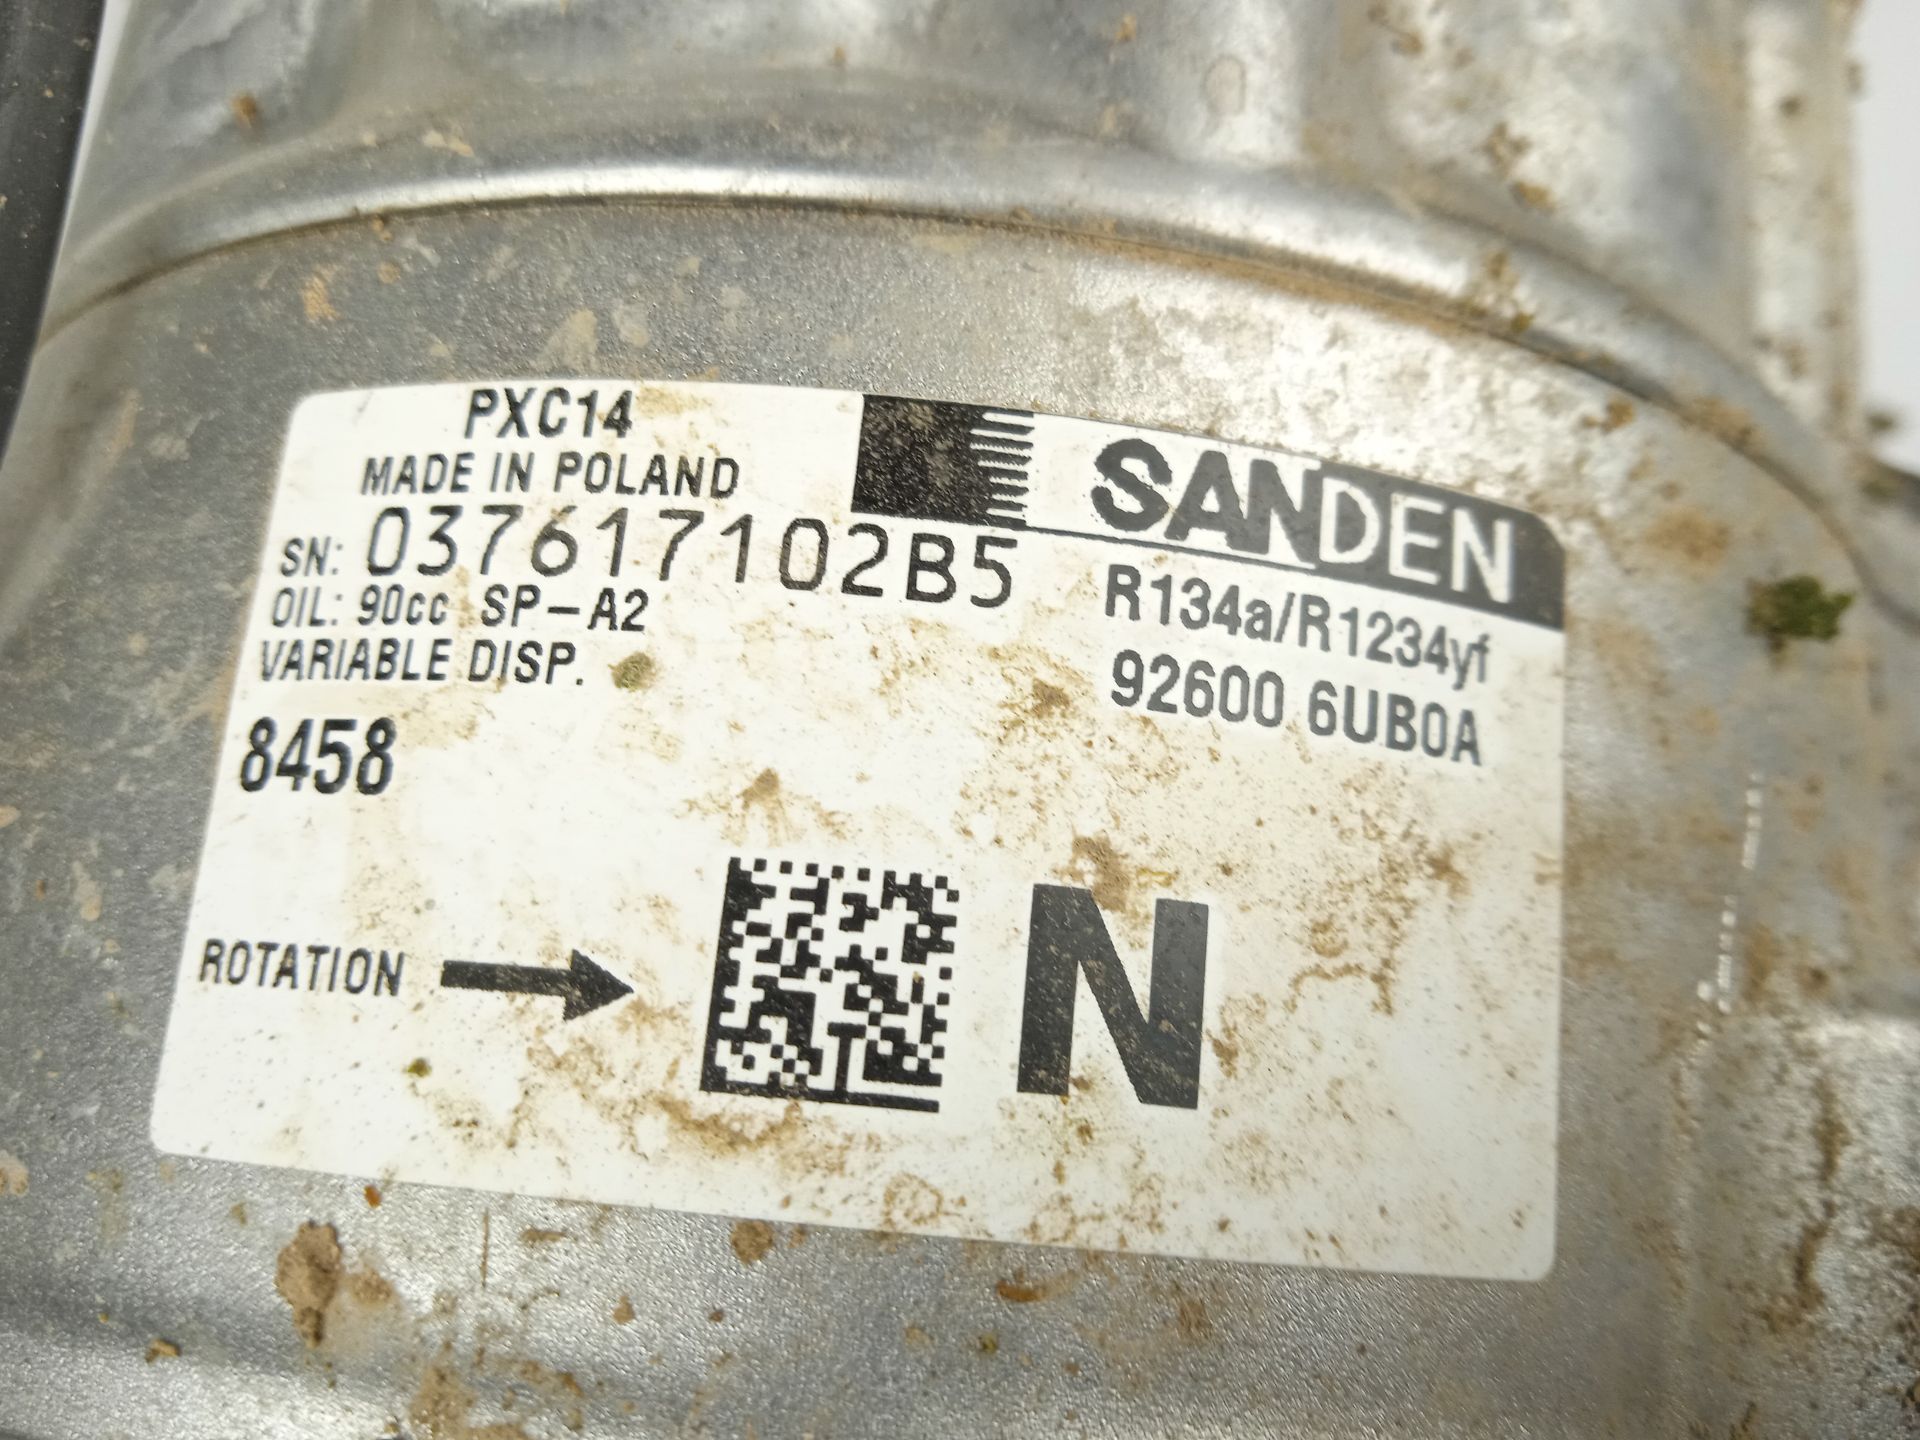 PXC14
MADE IN POLAND
SANDEN
SN: 037617102B5
OIL: 90cc SP-A2
R134a/R1234yf
VARIABLE DISP.
92600 6UB0A
8458
ROTATION
N